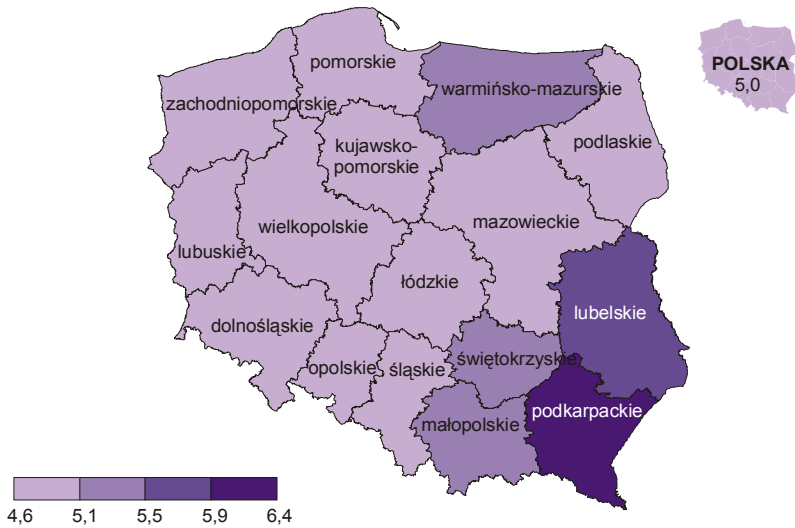 pomorskie
POLSKA
5,0
warmińsko-mazurskie
zachodniopomorskie
podlaskie
kujawsko-
pomorskie
wielkopolskie
mazowieckie
lubuskie
łódzkie
lubelskie
dolnośląskie
świętokrzyskie
opolskie
śląskie
podkarpackie
małopolskie
4,6 5,1 5,5 5,9 6,4